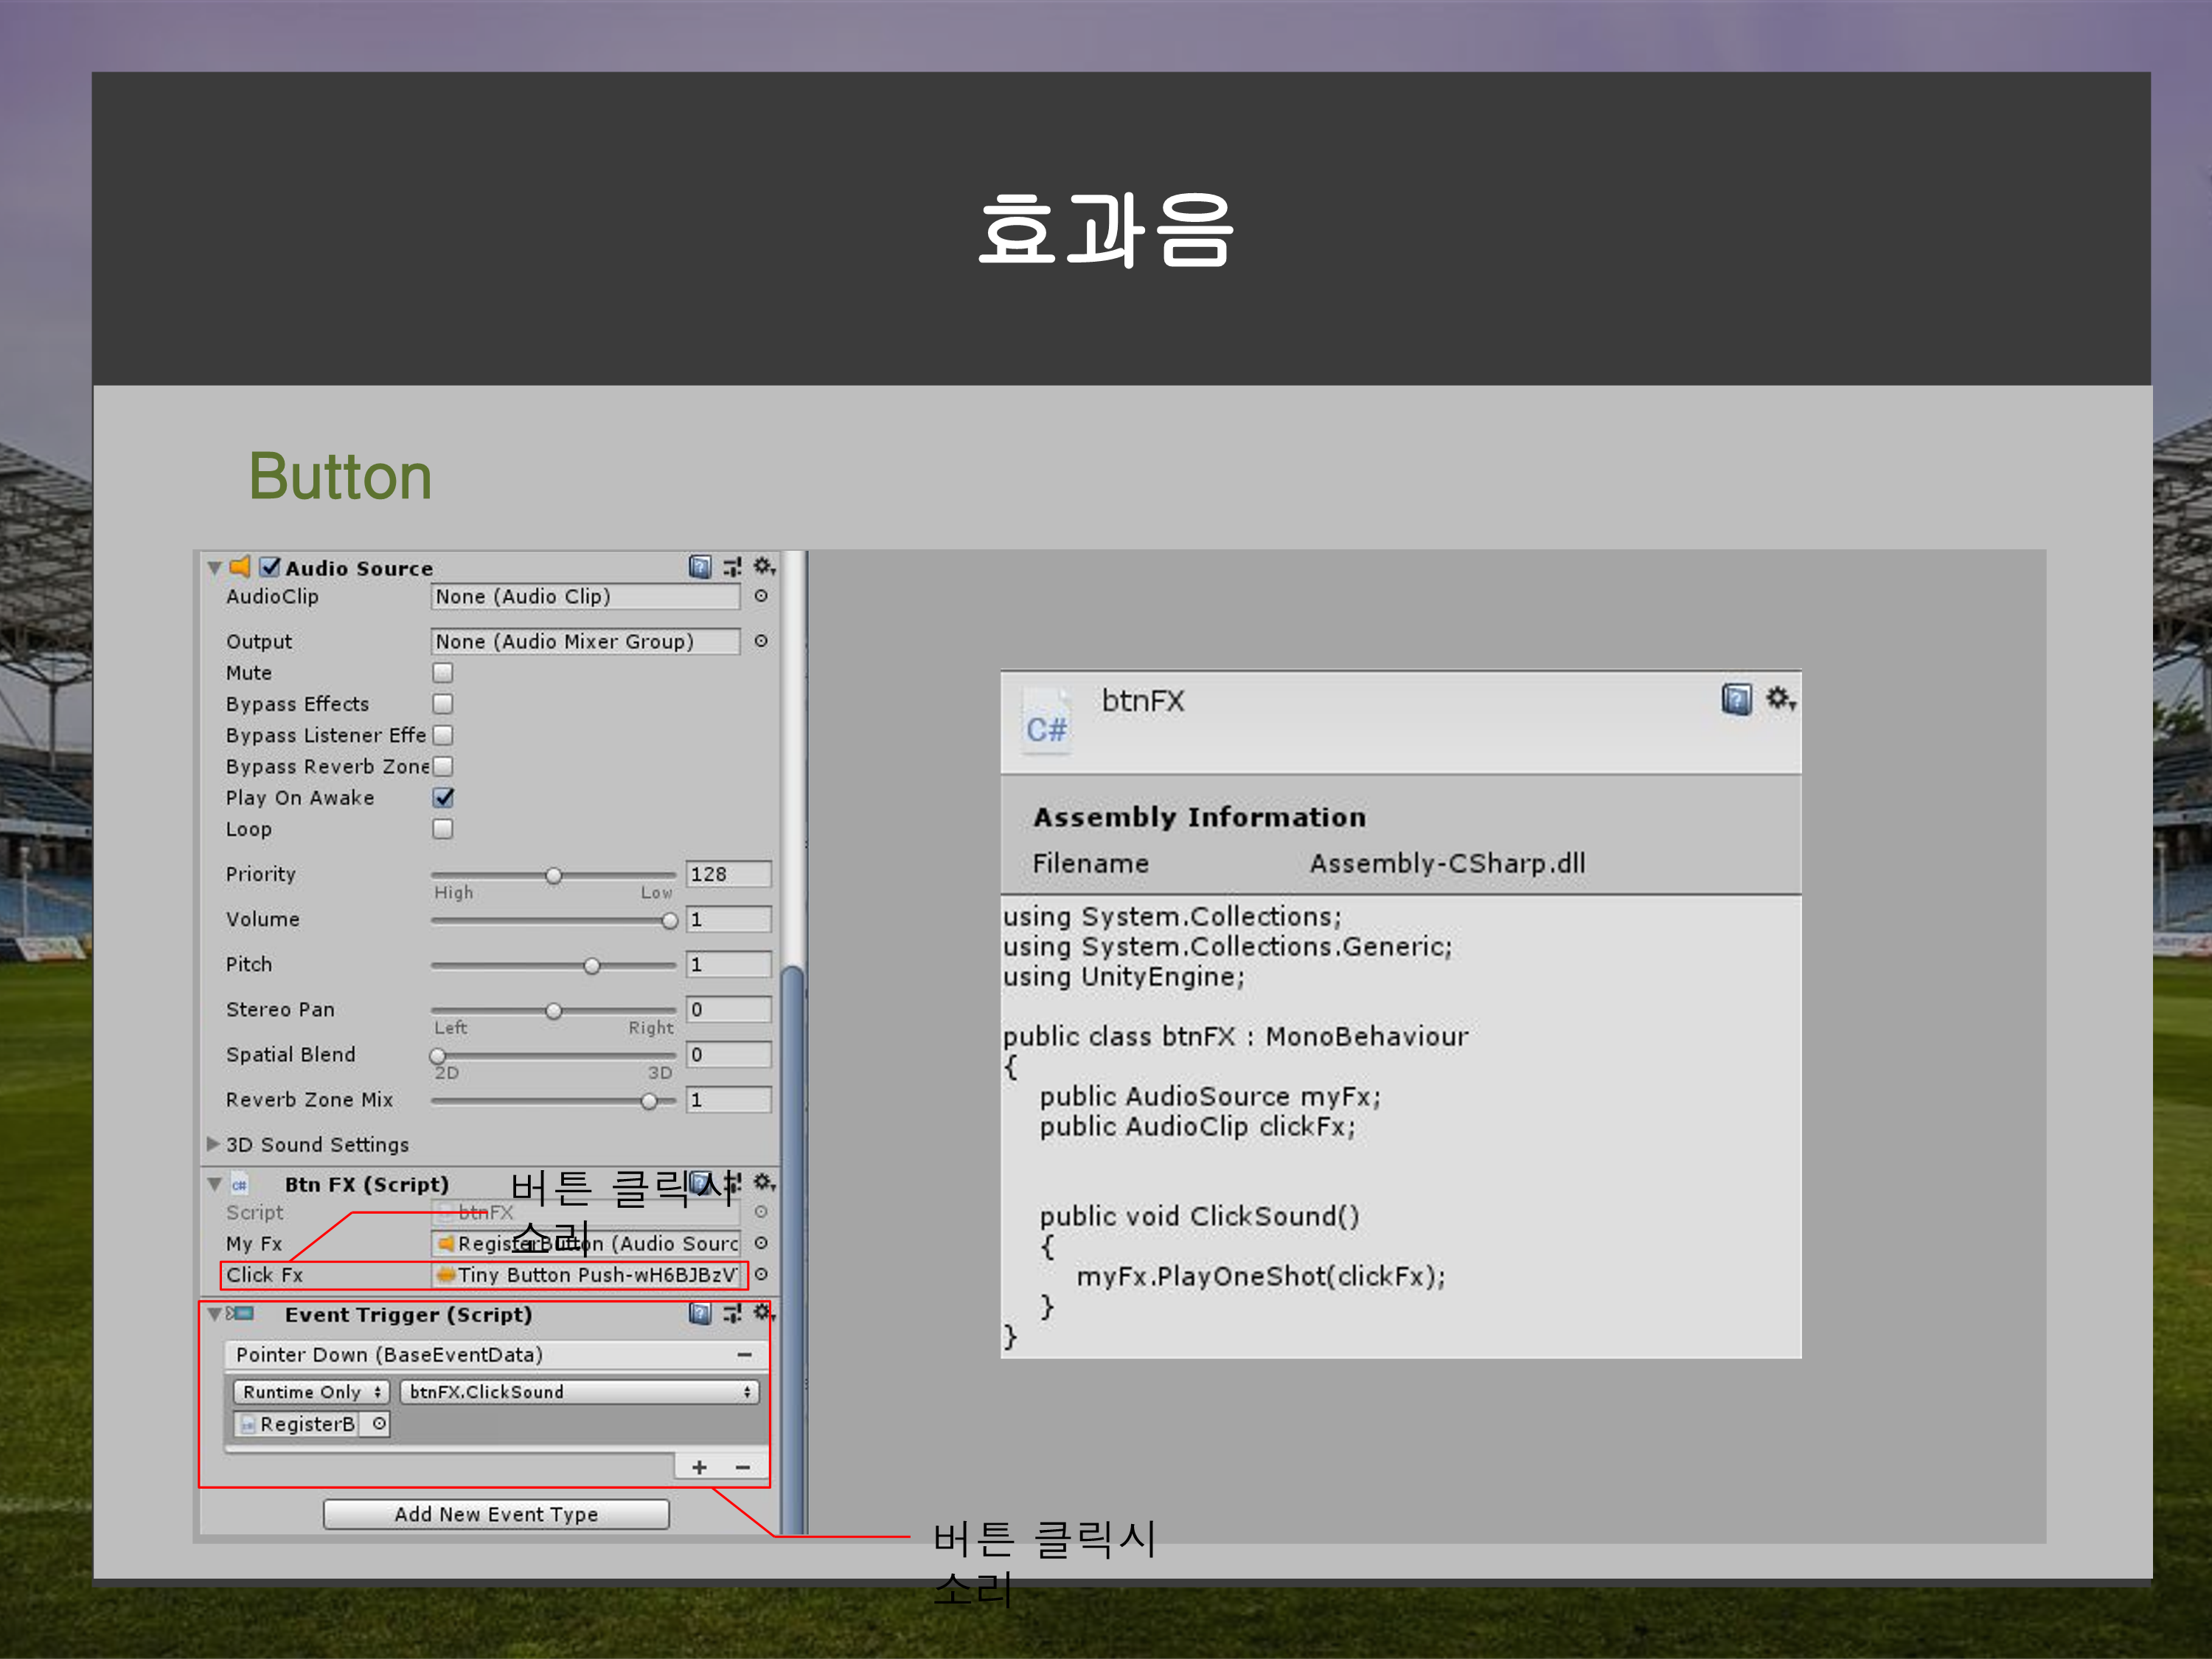 효과음
Button
Audio Source
AudioClip None (Audio Clip)
Output None (Audio Mixer Group)
Mute
Bypass Effects
Bypass Listener Effe
Bypass Reverb Zone
Play On Awake
Loop
Priority 128
High Low
Volume 1
Pitch 1
Stereo Pan 0
Left Right
Spatial Blend 0
2D 3D
Reverb Zone Mix 1
3D Sound Settings
Btn FX (Script)
Script btnFX
My Fx RegisterButton (Audio Sourc
Click Fx Tiny Button Push-wH6BJBzV
버튼 클릭시
소리
Event Trigger (Script)
Pointer Down (BaseEventData)
Runtime Only btnFX.ClickSound
RegisterB
Add New Event Type
버튼 클릭시
소리
C# btnFX
Assembly Information
Filename Assembly-CSharp.dll
using System.Collections;
using System.Collections.Generic;
using UnityEngine;
public class btnFX : MonoBehaviour
{
public AudioSource myFx;
public AudioClip clickFx;
public void ClickSound()
{
myFx.PlayOneShot(clickFx);
}
}